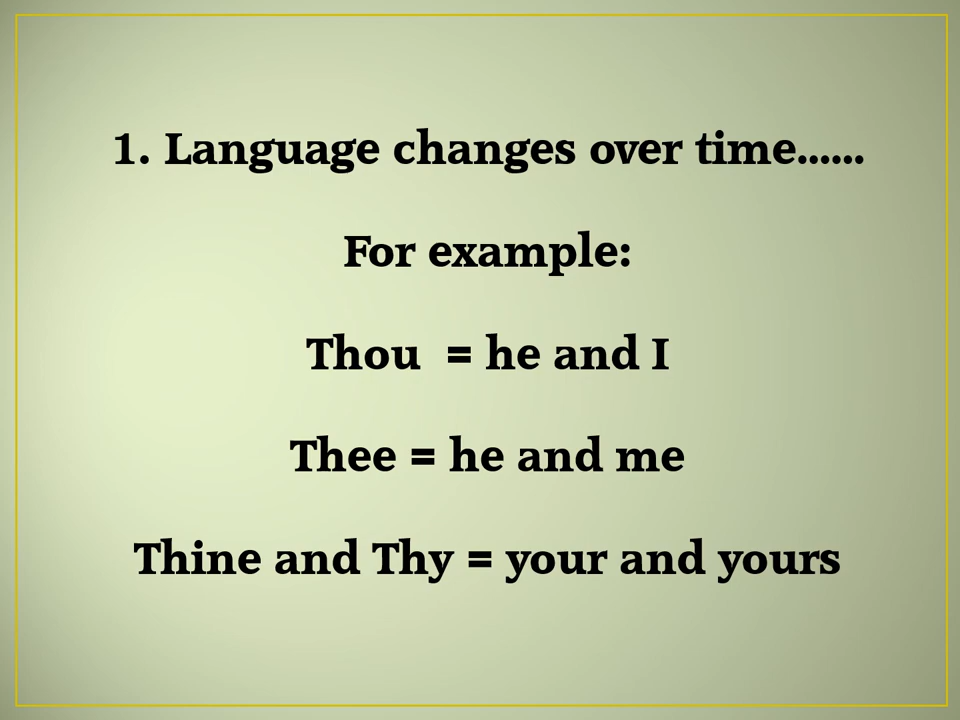 1. Language changes over time......
For example:
Thou  = he and I
Thee = he and me
Thine and Thy = your and yours